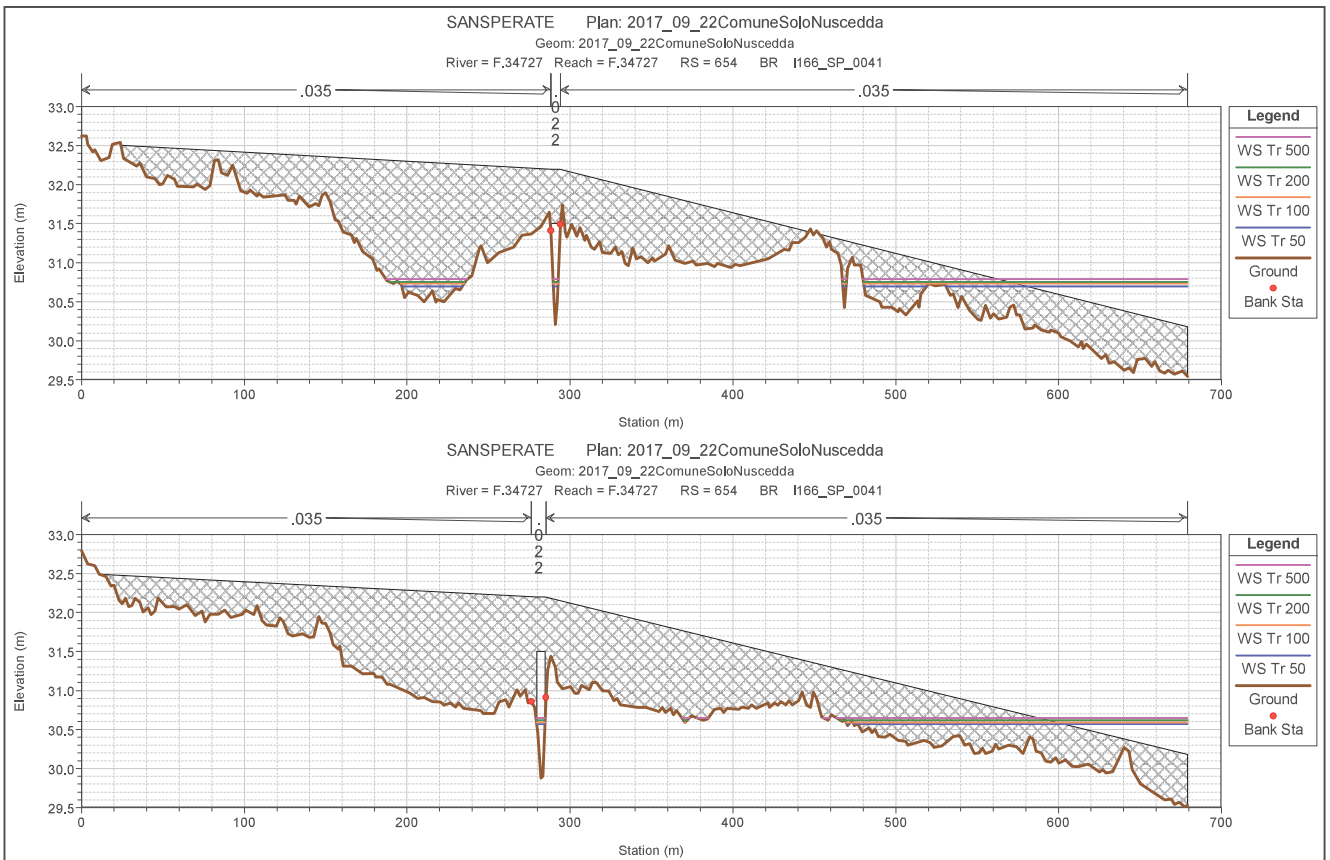 SANSPERATE Plan: 2017_09_22ComuneSoloNuscedda
Geom: 2017_09_22ComuneSoloNuscedda
River = F.34727 Reach = F.34727 RS = 654 BR I166_SP_0041
.035
.022
.035
33.0
32.5
32.0
31.5
31.0
30.5
30.0
29.5
Elevation (m)
0 100 200 300 400 500 600 700
Station (m)
Legend
WS Tr 500
WS Tr 200
WS Tr 100
WS Tr 50
Ground
Bank Sta
SANSPERATE Plan: 2017_09_22ComuneSoloNuscedda
Geom: 2017_09_22ComuneSoloNuscedda
River = F.34727 Reach = F.34727 RS = 654 BR I166_SP_0041
.035
.022
.035
33.0
32.5
32.0
31.5
31.0
30.5
30.0
29.5
Elevation (m)
0 100 200 300 400 500 600 700
Station (m)
Legend
WS Tr 500
WS Tr 200
WS Tr 100
WS Tr 50
Ground
Bank Sta